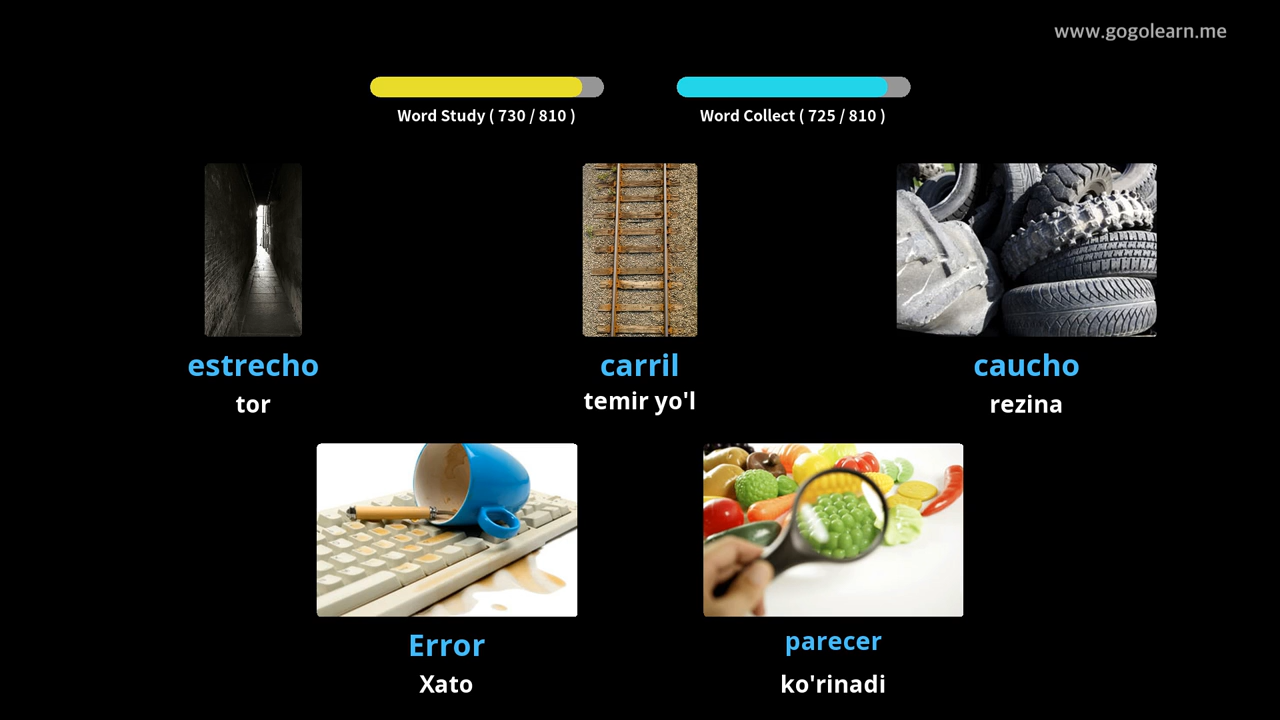 www.gogolearn.me
Word Study ( 730 / 810 )
Word Collect ( 725 / 810 )
estrecho
tor
carril
temir yo'l
caucho
rezina
Error
Xato
parecer
ko'rinadi